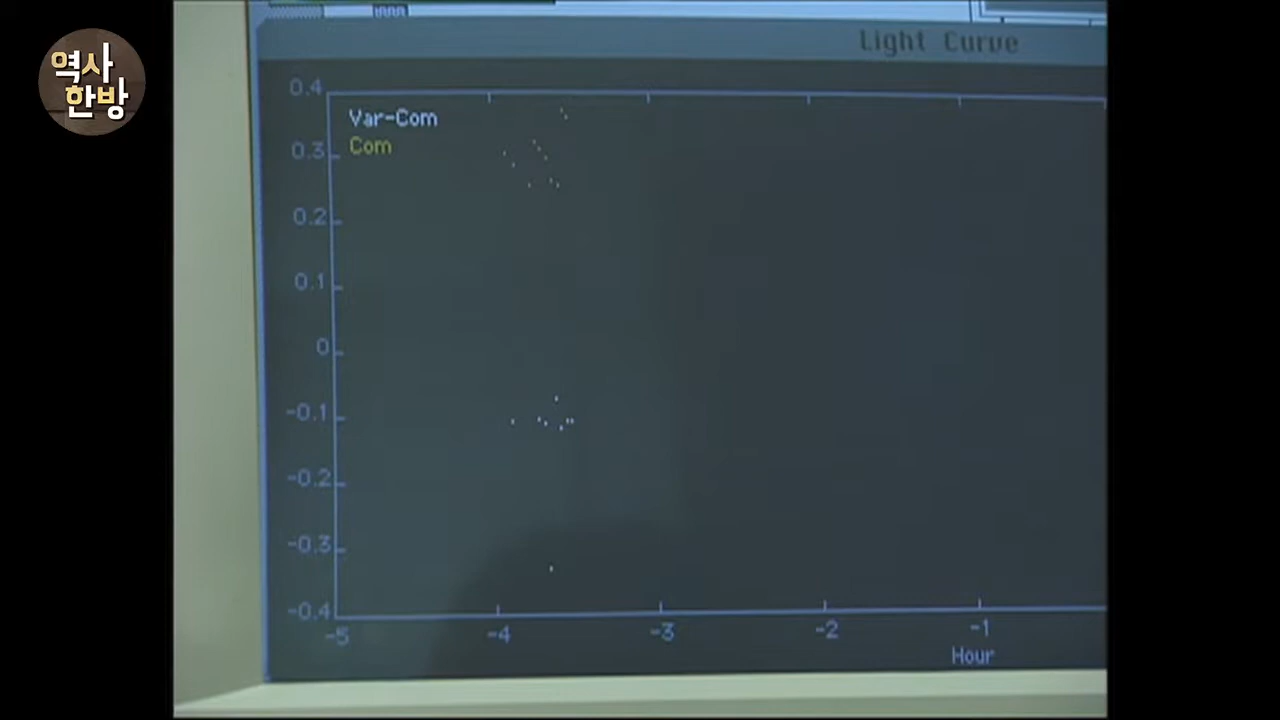 역사
한방
Light Curve
Var-Com
Com
0.4
0.3
0.2
0.1
0
-0.1
-0.2
-0.3
-0.4
-5
-4
-3
-2
-1
Hour